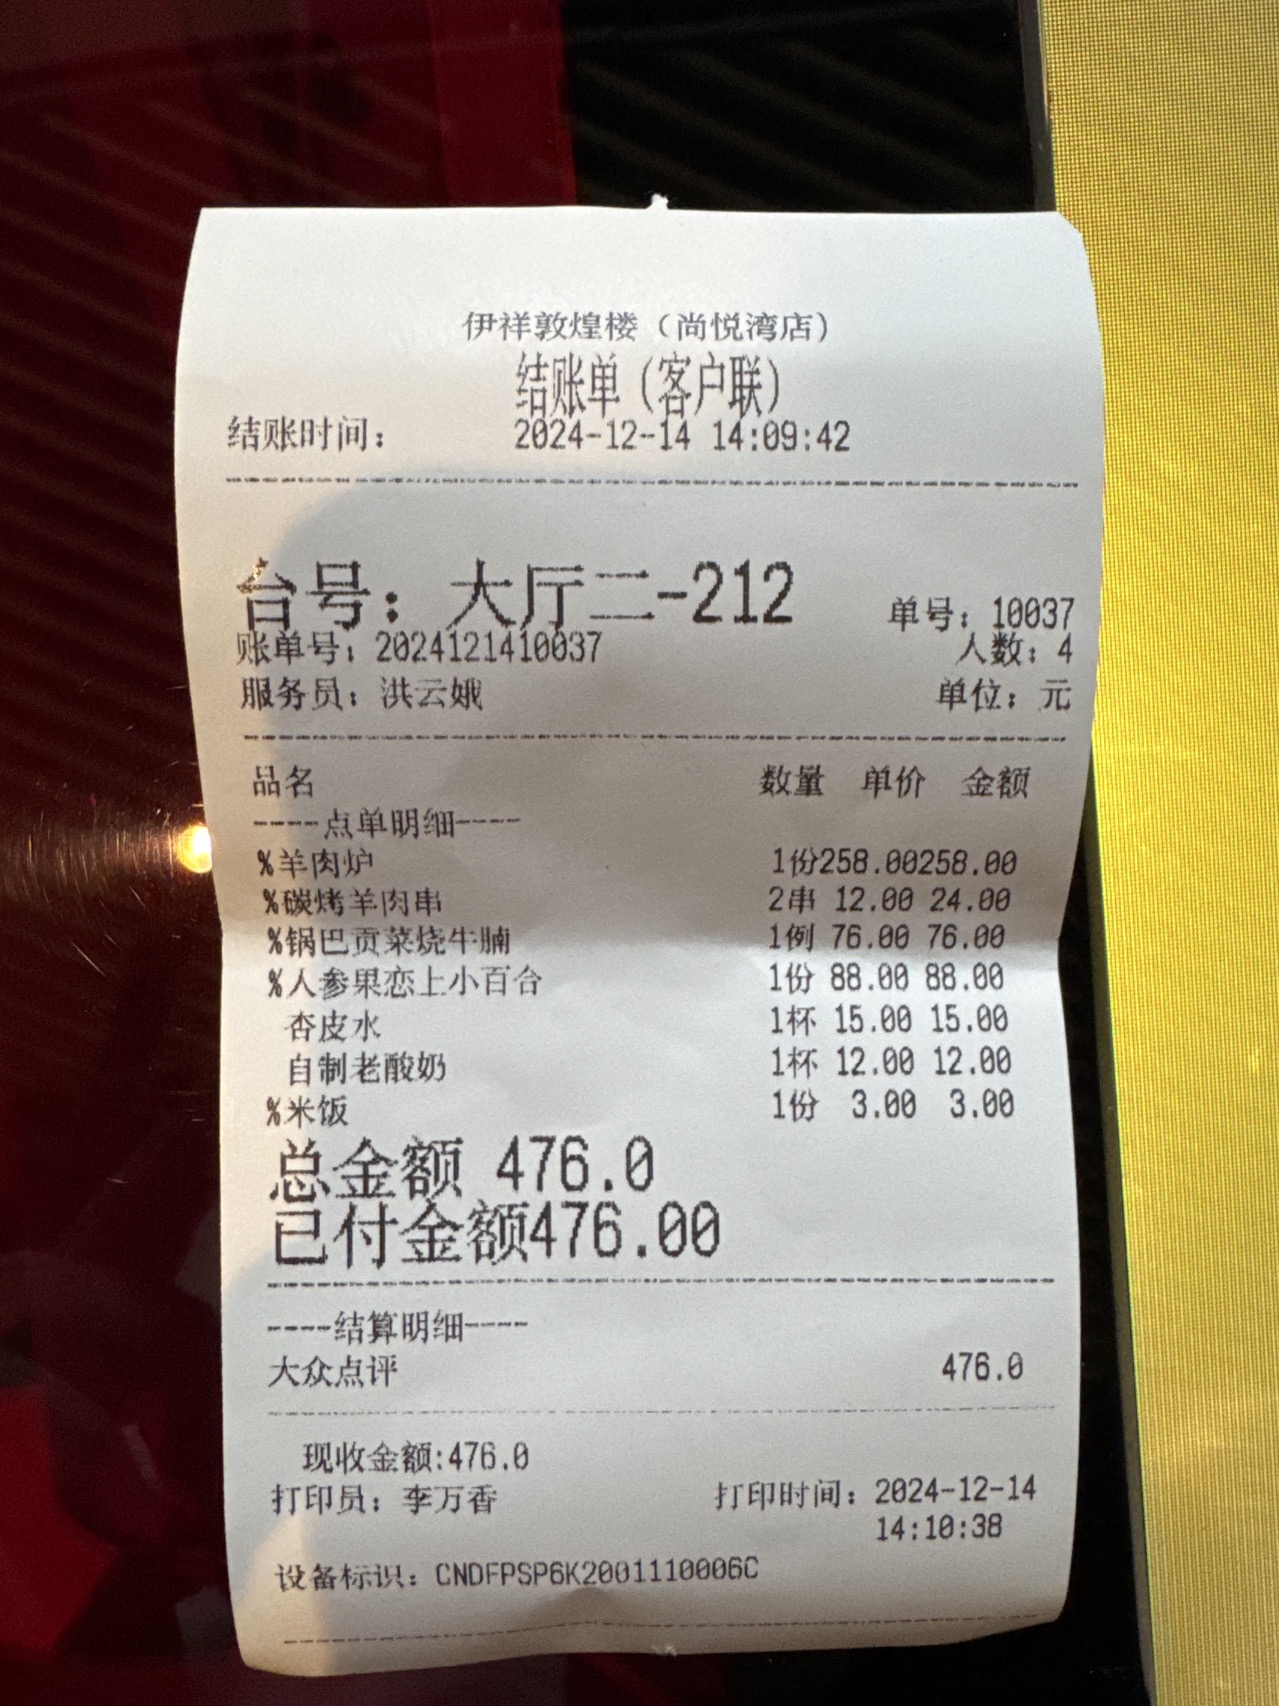 伊祥敦煌楼（尚悦湾店）
结账单（客户联）
结账时间： 2024-12-14 14:09:42
台号：大厅二-212 单号：10037
账单号：2024121410037 人数：4
服务员：洪云娥 单位：元
品名 数量 单价 金额
----点单明细----
%羊肉炉 1份258.00258.00
%碳烤羊肉串 2串 12.00 24.00
%锅巴贡菜烧牛腩 1例 76.00 76.00
%人参果恋上小百合 1份 88.00 88.00
杏皮水 1杯 15.00 15.00
自制老酸奶 1杯 12.00 12.00
%米饭 1份 3.00 3.00
总金额 476.0
已付金额476.00
----结算明细----
大众点评 476.0
现收金额:476.0
打印员：李万香 打印时间：2024-12-14
14:10:38
设备标识：CNDFPSP6K2001110006C